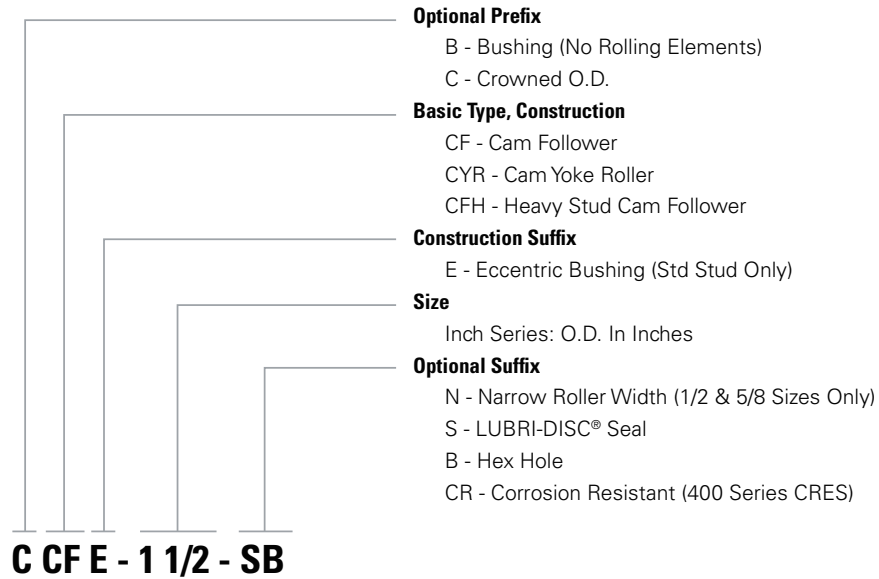 Optional Prefix
B - Bushing (No Rolling Elements)
C - Crowned O.D.
Basic Type, Construction
CF - Cam Follower
CYR - Cam Yoke Roller
CFH - Heavy Stud Cam Follower
Construction Suffix
E - Eccentric Bushing (Std Stud Only)
Size
Inch Series: O.D. In Inches
Optional Suffix
N - Narrow Roller Width (1/2 & 5/8 Sizes Only)
S - LUBRI-DISC® Seal
B - Hex Hole
CR - Corrosion Resistant (400 Series CRES)
C CF E - 1 1/2 - SB